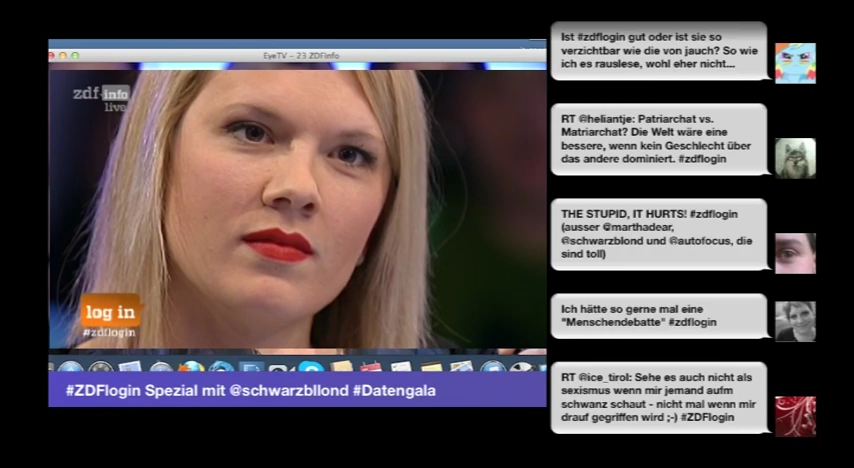 EyeTV – 23 ZDFinfo
zdf info
live
log in
#zdflogin
#ZDFlogin Spezial mit @schwarzbllond #Datengala
Ist #zdflogin gut oder ist sie so
verzichtbar wie die von jauch? So wie
ich es rauslese, wohl eher nicht...
RT @heliantje: Patriarchat vs.
Matriarchat? Die Welt wäre eine
bessere, wenn kein Geschlecht über
das andere dominiert. #zdflogin
THE STUPID, IT HURTS! #zdflogin
(ausser @marthadear,
@schwarzblond und @autofocus, die
sind toll)
Ich hätte so gerne mal eine
"Menschendebatte" #zdflogin
RT @ice_tirol: Sehe es auch nicht als
sexismus wenn mir jemand aufm
schwanz schaut - nicht mal wenn mir
drauf gegriffen wird ;-) #ZDFlogin